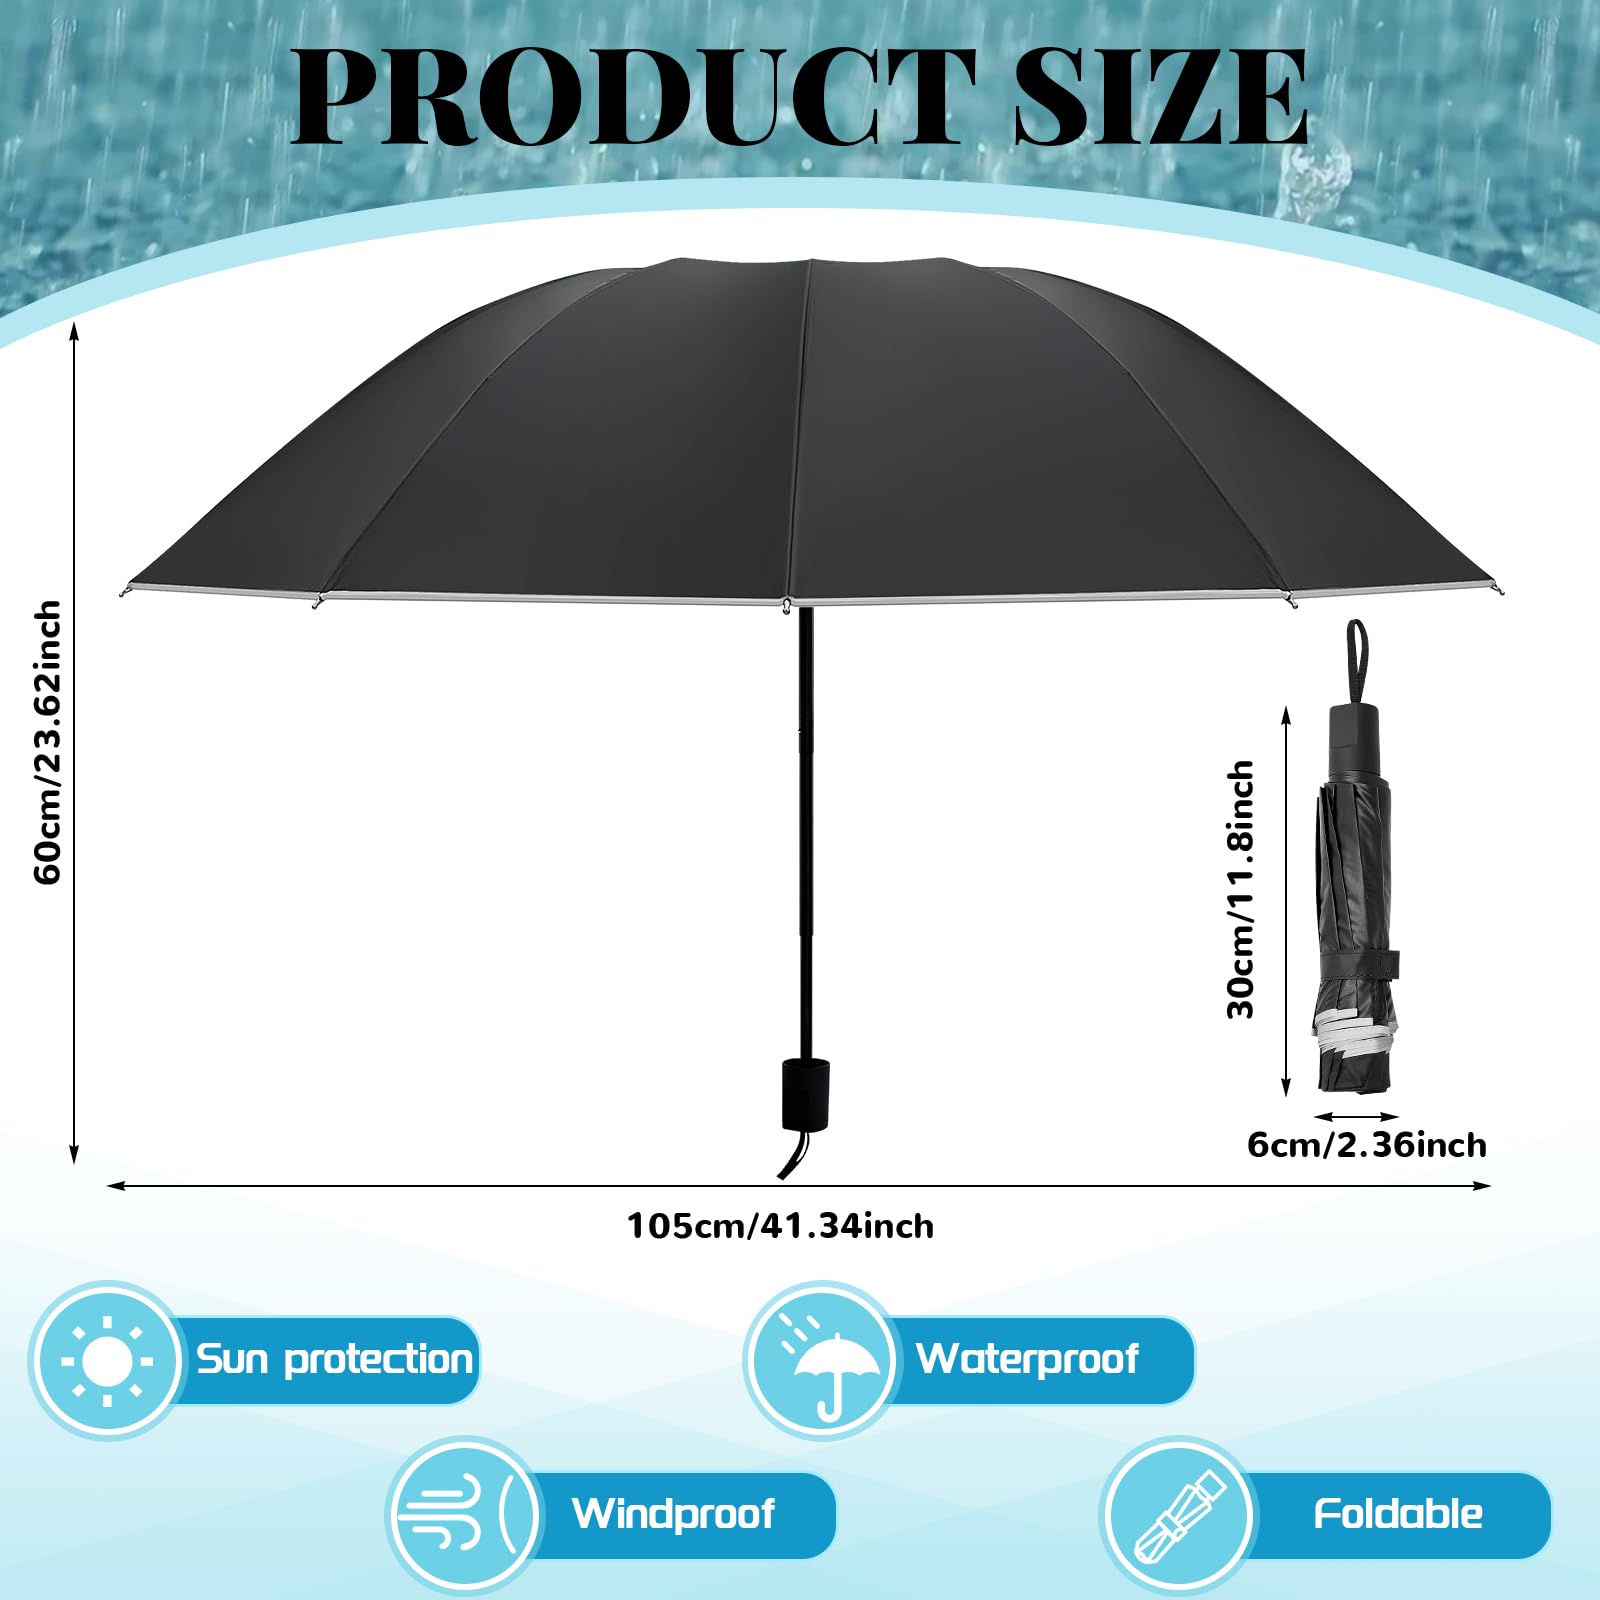 PRODUCT SIZE
60cm/23.62inch
30cm/11.8inch
6cm/2.36inch
105cm/41.34inch
Sun protection
Waterproof
Windproof
Foldable